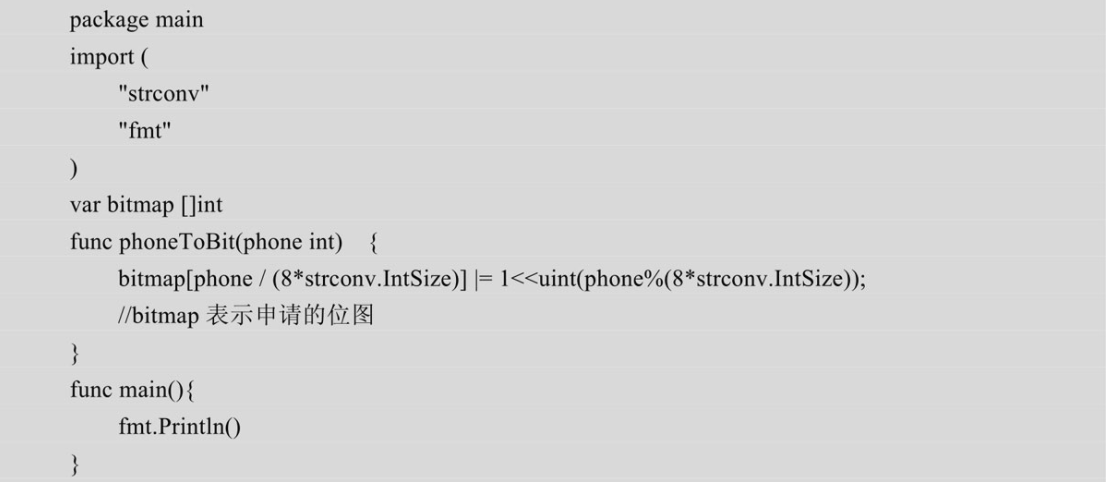 package main
import (
"strconv"
"fmt"
)
var bitmap []int
func phoneToBit(phone int) {
bitmap[phone / (8*strconv.IntSize)] |= 1<<uint(phone%(8*strconv.IntSize));
//bitmap 表示申请的位图
}
func main(){
fmt.Println()
}